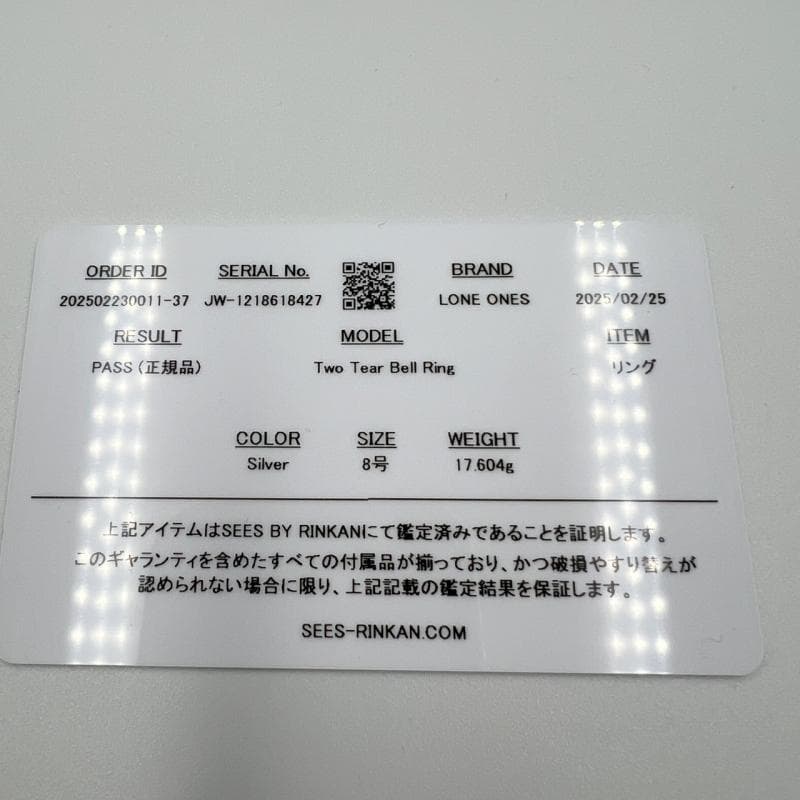 ORDER ID SERIAL No. BRAND DATE
202502230011-37 JW-1218618427 LONE ONES 2025/02/25
RESULT MODEL ITEM
PASS (正規品) Two Tear Bell Ring リング
COLOR SIZE WEIGHT
Silver 8号 17.604g
上記アイテムはSEES BY RINKANにて鑑定済みであることを証明します。
このギャランティを含めたすべての付属品が揃っており、かつ破損やすり替えが
認められない場合に限り、上記記載の鑑定結果を保証します。
SEES-RINKAN.COM